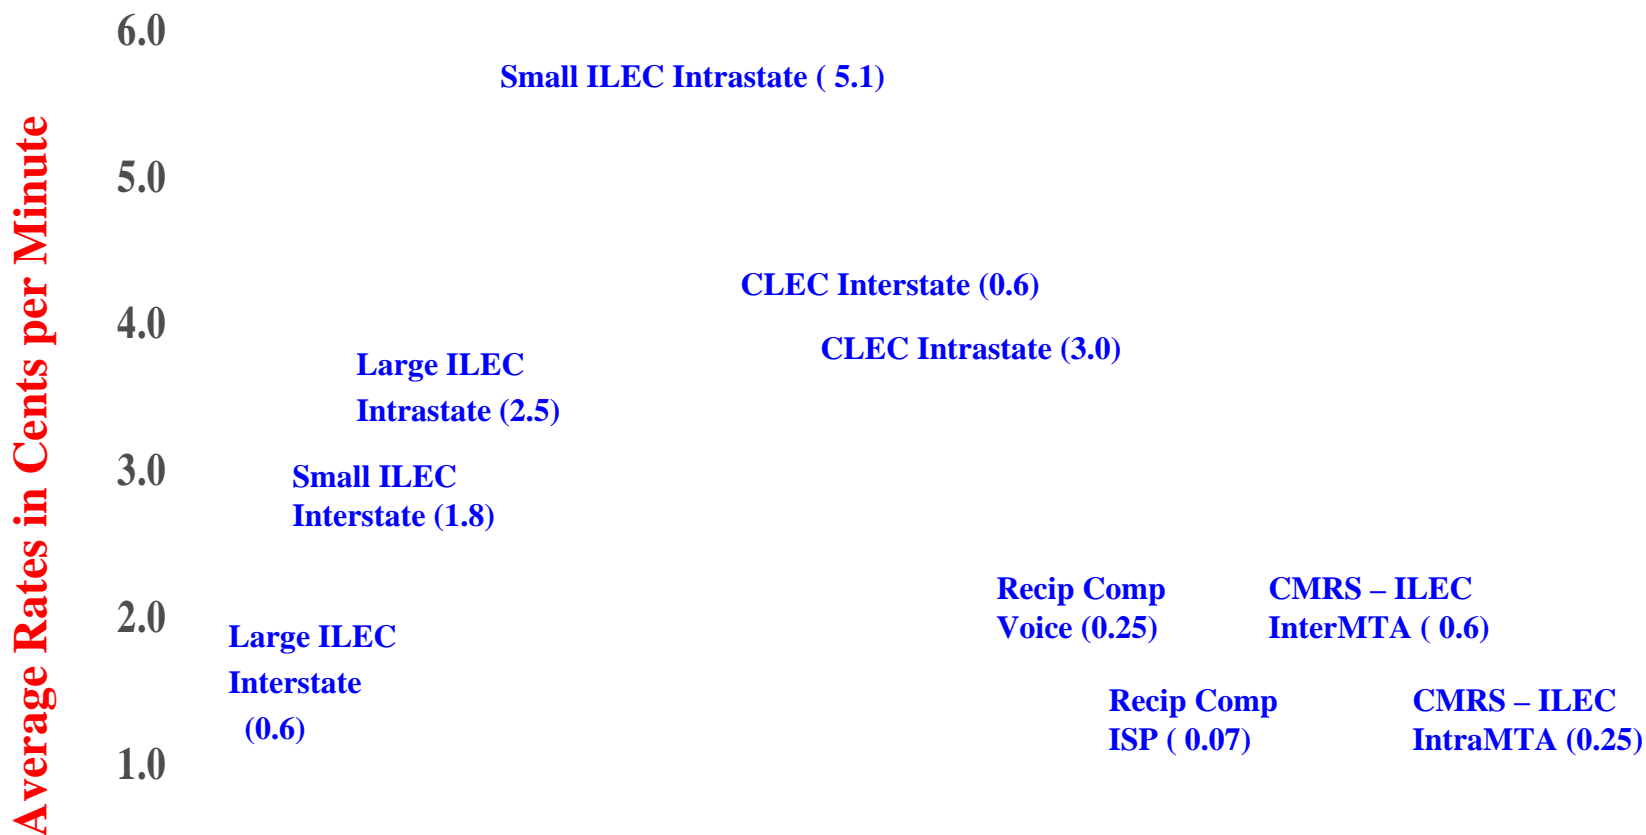 Average Rates in Cents per Minute
6.0
5.0
4.0
3.0
2.0
1.0
Small ILEC Intrastate ( 5.1)
CLEC Interstate (0.6)
CLEC Intrastate (3.0)
Large ILEC
Intrastate (2.5)
Small ILEC
Interstate (1.8)
Large ILEC
Interstate
(0.6)
Recip Comp
Voice (0.25)
CMRS – ILEC
InterMTA ( 0.6)
Recip Comp
ISP ( 0.07)
CMRS – ILEC
IntraMTA (0.25)